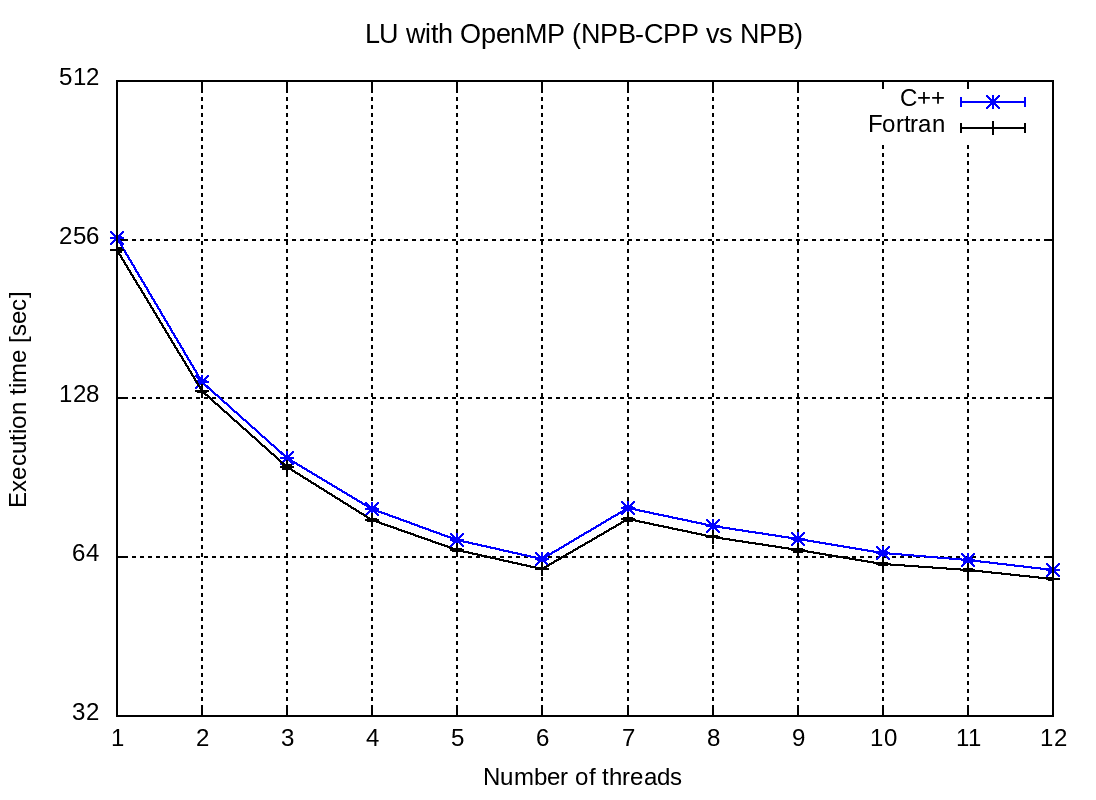 LU with OpenMP (NPB-CPP vs NPB)
C++
Fortran
Execution time [sec]
512
256
128
64
32
1 2 3 4 5 6 7 8 9 10 11 12
Number of threads